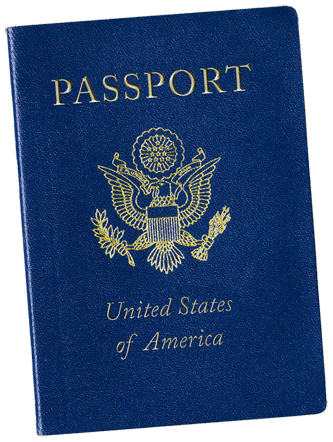 PASSPORT
United States
of America